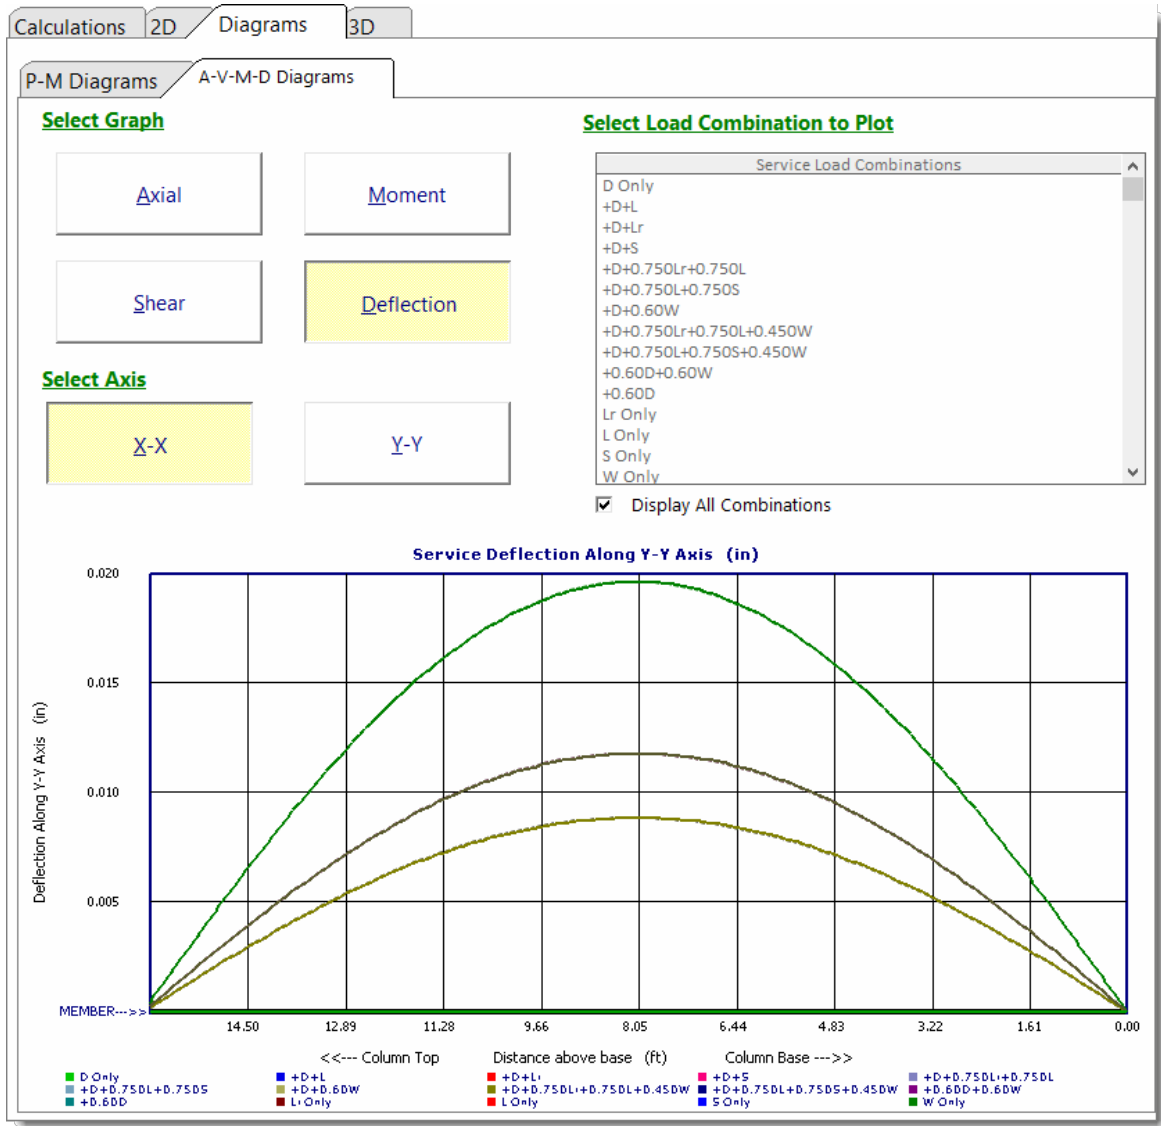 Calculations 2D Diagrams 3D
P-M Diagrams A-V-M-D Diagrams
Select Graph
Axial Moment
Shear Deflection
Select Axis
X-X Y-Y
Select Load Combination to Plot
Service Load Combinations
D Only
+D+L
+D+Lr
+D+S
+D+0.750Lr+0.750L
+D+0.750L+0.750S
+D+0.60W
+D+0.750Lr+0.750L+0.450W
+D+0.750L+0.750S+0.450W
+0.60D+0.60W
+0.60D
Lr Only
L Only
S Only
W Only
Display All Combinations
Service Deflection Along Y-Y Axis (in)
Deflection Along Y-Y Axis (in)
0.020
0.015
0.010
0.005
MEMBER--->>
14.50 12.89 11.28 9.66 8.05 6.44 4.83 3.22 1.61 0.00
<<--- Column Top Distance above base (ft) Column Base --->>
D Only +D+L +D+Lr +D+S +D+0.750Lr+0.750L
+D+0.750L+0.750S +D+0.60W +D+0.750Lr+0.750L+0.450W +D+0.750L+0.750S+0.450W +0.60D+0.60W
+0.60D Lr Only L Only S Only W Only